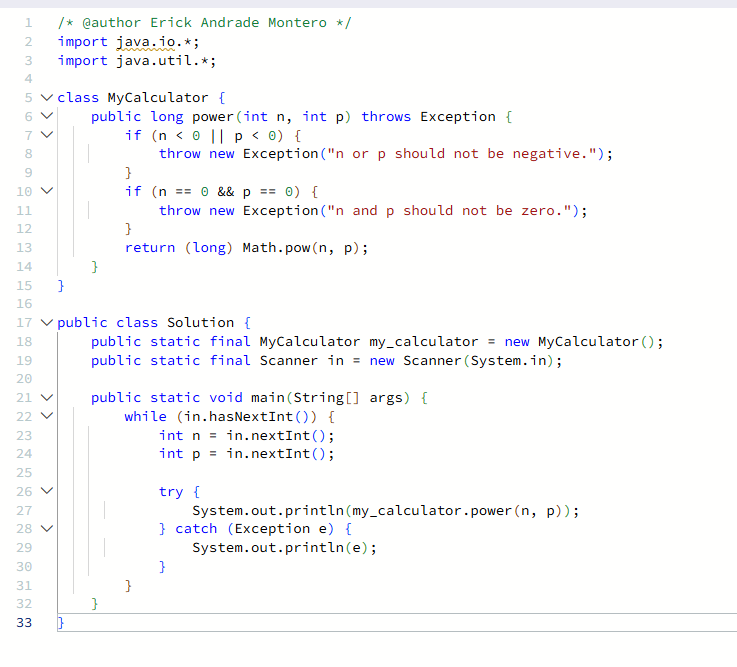 1 /* @author Erick Andrade Montero */
2 import java.io.*;
3 import java.util.*;
4
5 class MyCalculator {
6     public long power(int n, int p) throws Exception {
7         if (n < 0 || p < 0) {
8             throw new Exception("n or p should not be negative.");
9         }
10         if (n == 0 && p == 0) {
11             throw new Exception("n and p should not be zero.");
12         }
13         return (long) Math.pow(n, p);
14     }
15 }
16
17 public class Solution {
18     public static final MyCalculator my_calculator = new MyCalculator();
19     public static final Scanner in = new Scanner(System.in);
20
21     public static void main(String[] args) {
22         while (in.hasNextInt()) {
23             int n = in.nextInt();
24             int p = in.nextInt();
25
26             try {
27                 System.out.println(my_calculator.power(n, p));
28             } catch (Exception e) {
29                 System.out.println(e);
30             }
31         }
32     }
33 }